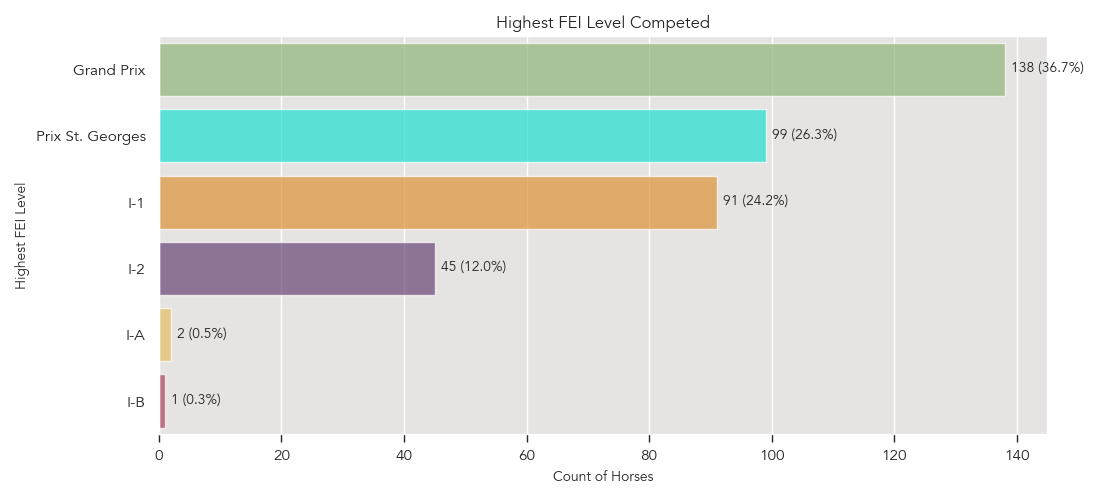 Highest FEI Level Competed
Highest FEI Level
Grand Prix
138 (36.7%)
Prix St. Georges
99 (26.3%)
I-1
91 (24.2%)
I-2
45 (12.0%)
I-A
2 (0.5%)
I-B
1 (0.3%)
0 20 40 60 80 100 120 140
Count of Horses